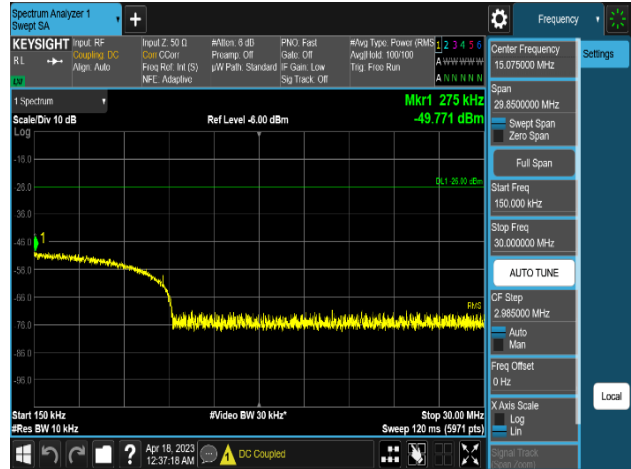 Spectrum Analyzer 1
Swept SA
Frequency
KEYSIGHT
RL
Input: RF
Coupling: DC
Align: Auto
Input Z: 50 Ω
Corr CCorr
Freq Ref: Int (S)
NFE: Adaptive
#Atten: 6 dB
Preamp: Off
µW Path: Standard
PNO: Fast
Gate: Off
IF Gain: Low
Sig Track: Off
#Avg Type: Power (RMS
Avg|Hold: 100/100
Trig: Free Run
1 2 3 4 5 6
A W W W W W
A N N N N N
1 Spectrum
Scale/Div 10 dB
Log
Ref Level -6.00 dBm
Mkr1 275 kHz
-49.771 dBm
DL1 -26.00 dBm
-16.0
-26.0
-36.0
-46.0
-56.0
-66.0
-76.0
-86.0
-96.0
1
RMS
Start 150 kHz
#Res BW 10 kHz
#Video BW 30 kHz*
Stop 30.00 MHz
Sweep 120 ms (5971 pts)
Center Frequency
15.075000 MHz
Settings
Span
29.8500000 MHz
Swept Span
Zero Span
Full Span
Start Freq
150.000 kHz
Stop Freq
30.000000 MHz
AUTO TUNE
CF Step
2.985000 MHz
Auto
Man
Freq Offset
0 Hz
X Axis Scale
Log
Lin
Signal Track
(Span Zoom)
Local
?
Apr 18, 2023
12:37:18 AM
DC Coupled